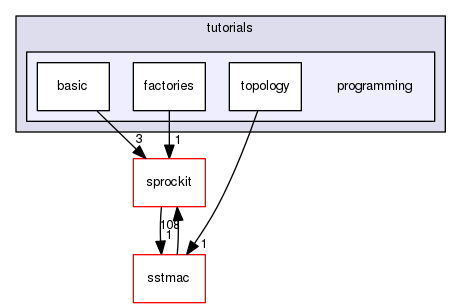 tutorials
basic
factories
topology
programming
3
1
sprockit
108
1
1
sstmac